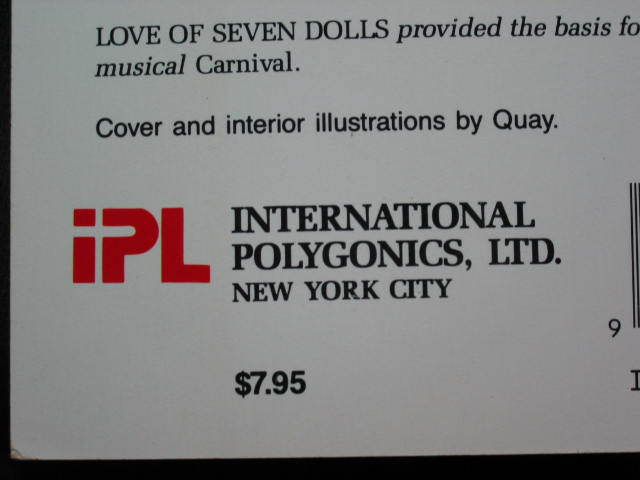 LOVE OF SEVEN DOLLS provided the basis fo
musical Carnival.
Cover and interior illustrations by Quay.
iPL
INTERNATIONAL
POLYGONICS, LTD.
NEW YORK CITY
9
$7.95
I